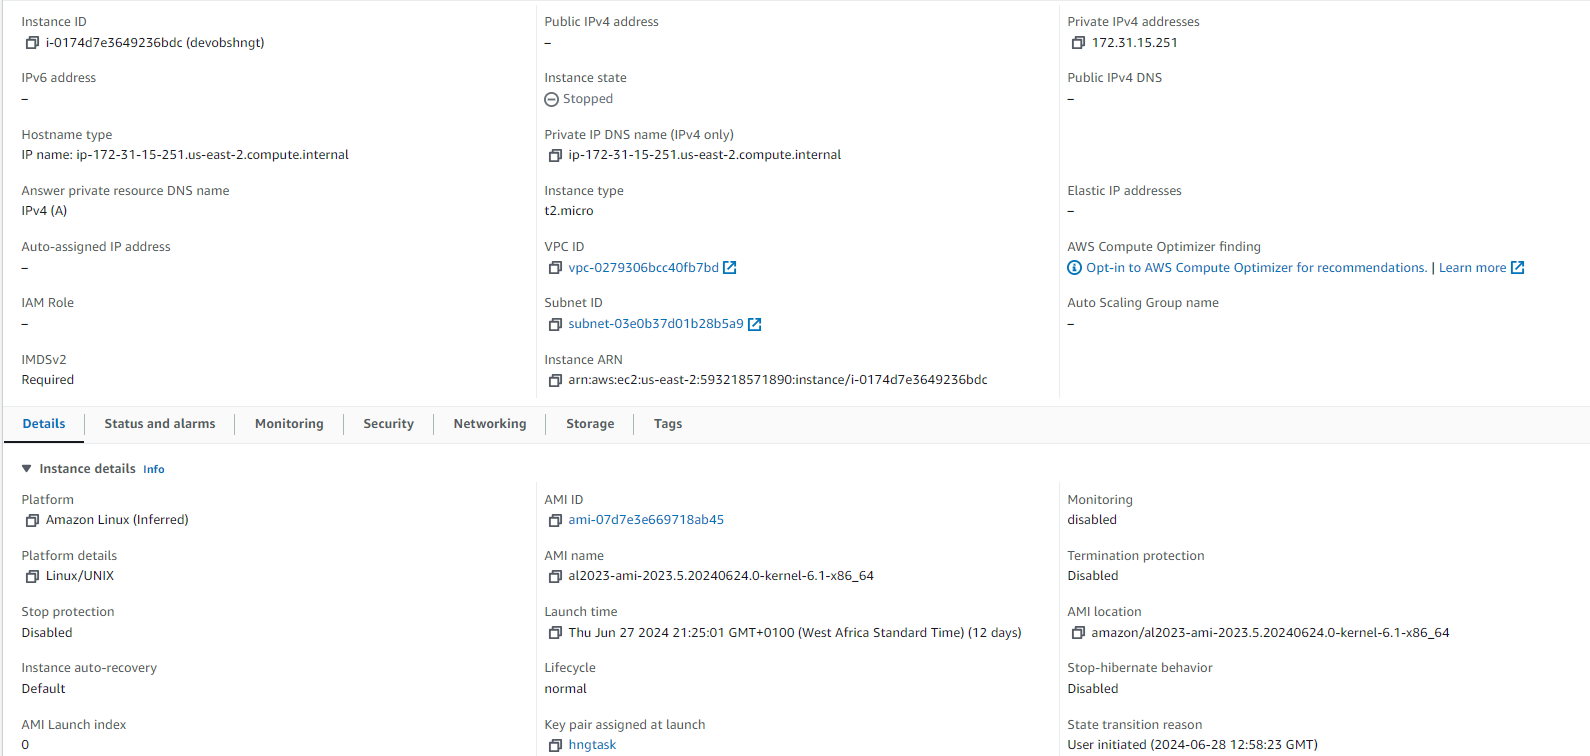 Instance ID
i-0174d7e3649236bdc (devobshngt)
Public IPv4 address
–
Private IPv4 addresses
172.31.15.251
IPv6 address
–
Instance state
Stopped
Public IPv4 DNS
–
Hostname type
IP name: ip-172-31-15-251.us-east-2.compute.internal
Private IP DNS name (IPv4 only)
ip-172-31-15-251.us-east-2.compute.internal
Answer private resource DNS name
IPv4 (A)
Instance type
t2.micro
Elastic IP addresses
–
Auto-assigned IP address
–
VPC ID
vpc-0279306bcc40fb7bd
AWS Compute Optimizer finding
Opt-in to AWS Compute Optimizer for recommendations. | Learn more
IAM Role
–
Subnet ID
subnet-03e0b37d01b28b5a9
Auto Scaling Group name
–
IMDSv2
Required
Instance ARN
arn:aws:ec2:us-east-2:593218571890:instance/i-0174d7e3649236bdc
Details Status and alarms Monitoring Security Networking Storage Tags
Instance details Info
Platform
Amazon Linux (Inferred)
AMI ID
ami-07d7e3e669718ab45
Monitoring
disabled
Platform details
Linux/UNIX
AMI name
al2023-ami-2023.5.20240624.0-kernel-6.1-x86_64
Termination protection
Disabled
Stop protection
Disabled
Launch time
Thu Jun 27 2024 21:25:01 GMT+0100 (West Africa Standard Time) (12 days)
AMI location
amazon/al2023-ami-2023.5.20240624.0-kernel-6.1-x86_64
Instance auto-recovery
Default
Lifecycle
normal
Stop-hibernate behavior
Disabled
AMI Launch index
0
Key pair assigned at launch
hngtask
State transition reason
User initiated (2024-06-28 12:58:23 GMT)